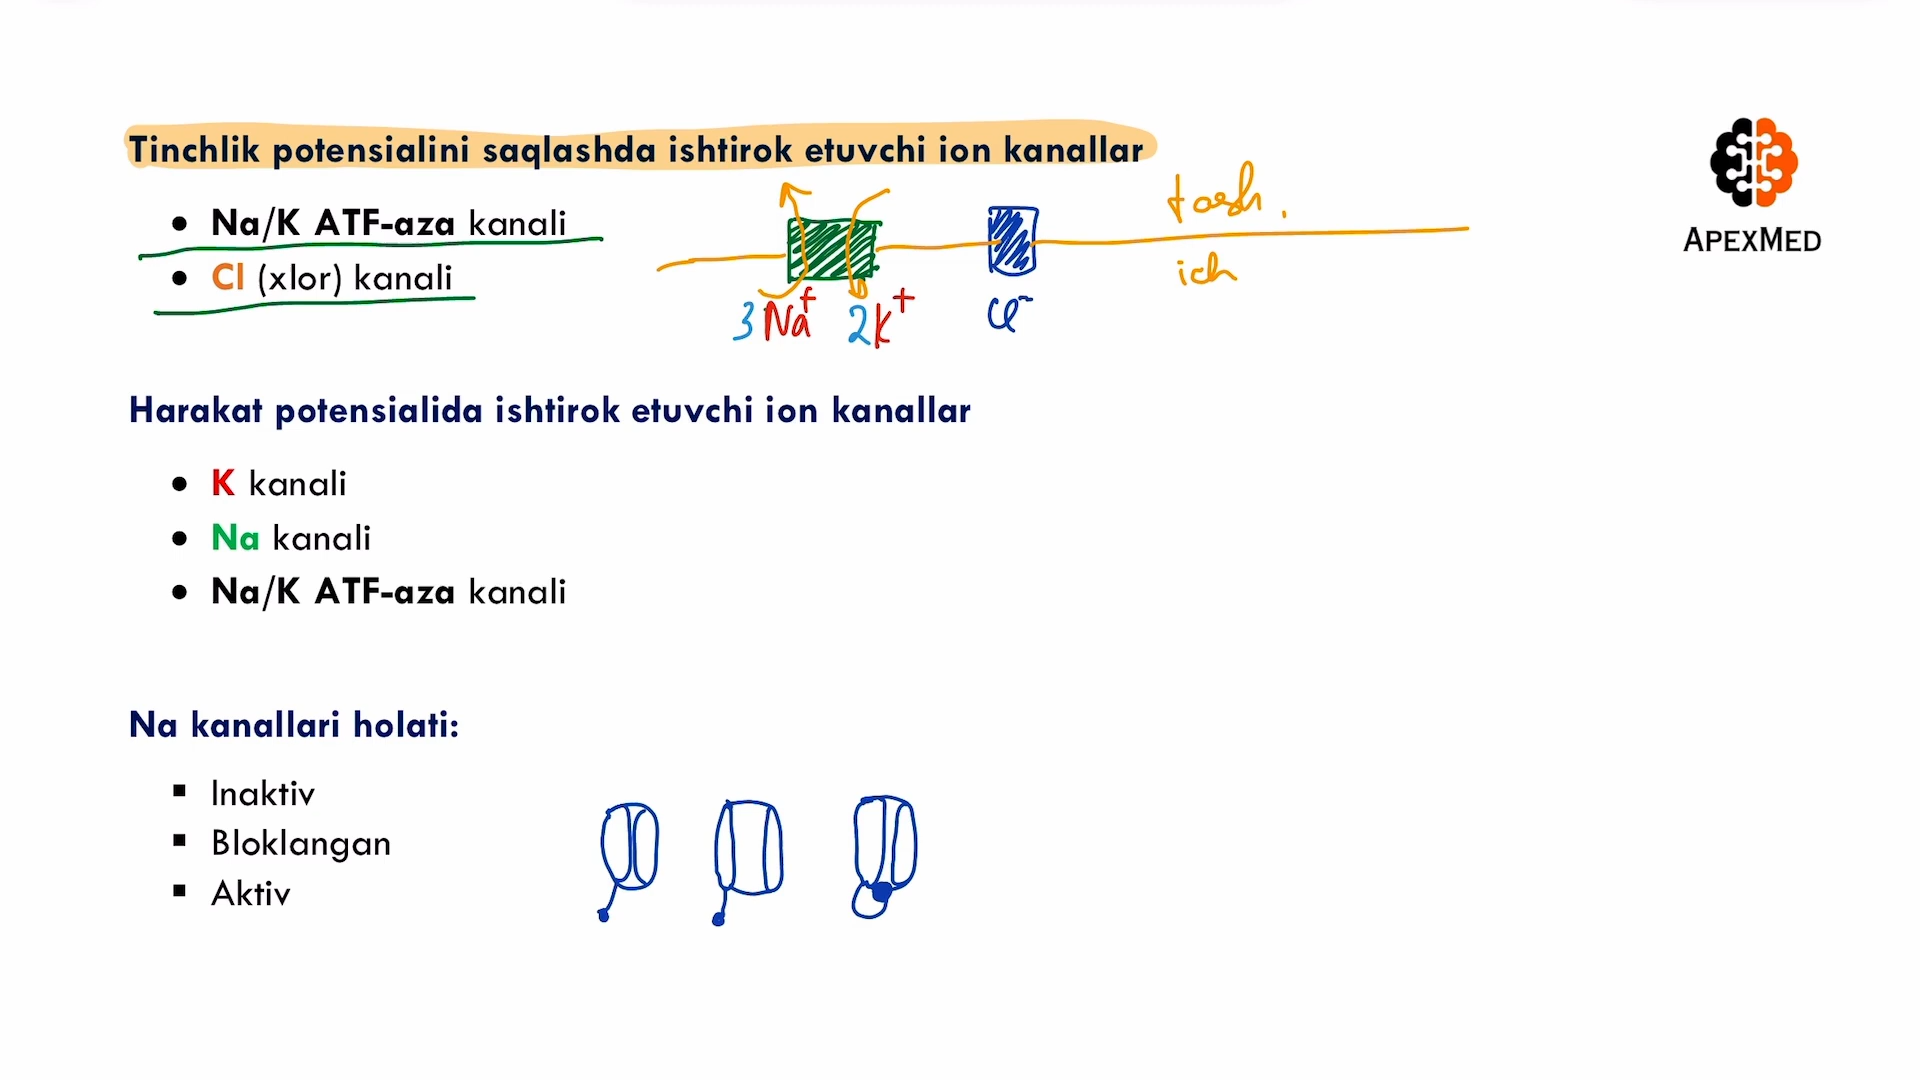 Tinchlik potensialini saqlashda ishtirok etuvchi ion kanallar
Na/K ATF-aza kanali
Cl (xlor) kanali
3 Na+ 2K+
Cl-
tash.
ich
APEXMED
Harakat potensialida ishtirok etuvchi ion kanallar
K kanali
Na kanali
Na/K ATF-aza kanali
Na kanallari holati:
Inaktiv
Bloklangan
Aktiv